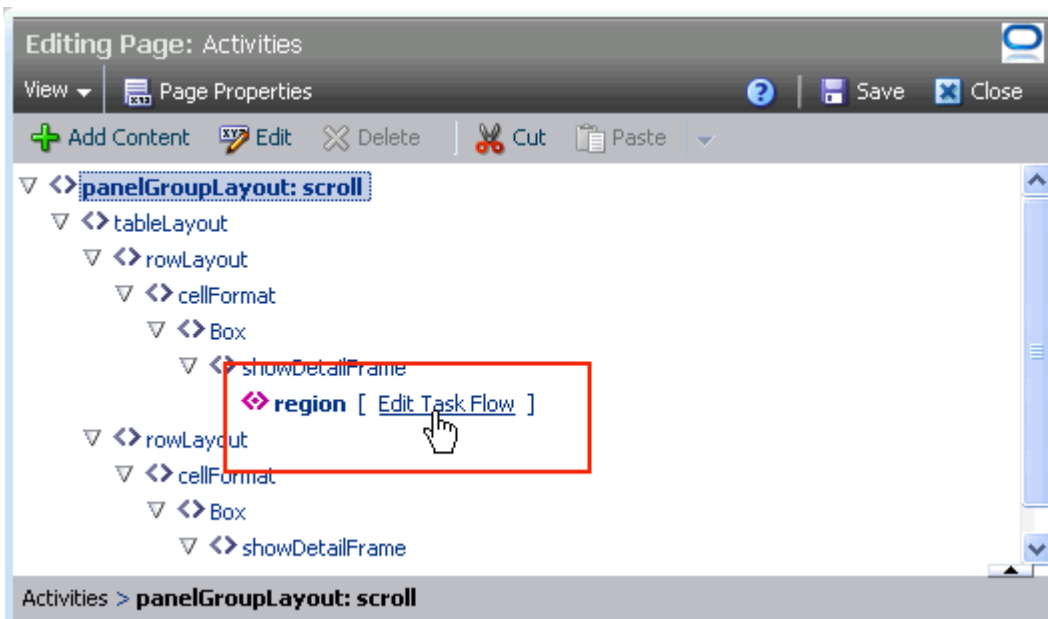 Editing Page: Activities
View Page Properties Save Close
Add Content Edit Delete Cut Paste
panelGroupLayout: scroll
tableLayout
rowLayout
cellFormat
Box
showDetailFrame
region [ Edit Task Flow ]
rowLayout
cellFormat
Box
showDetailFrame
Activities > panelGroupLayout: scroll